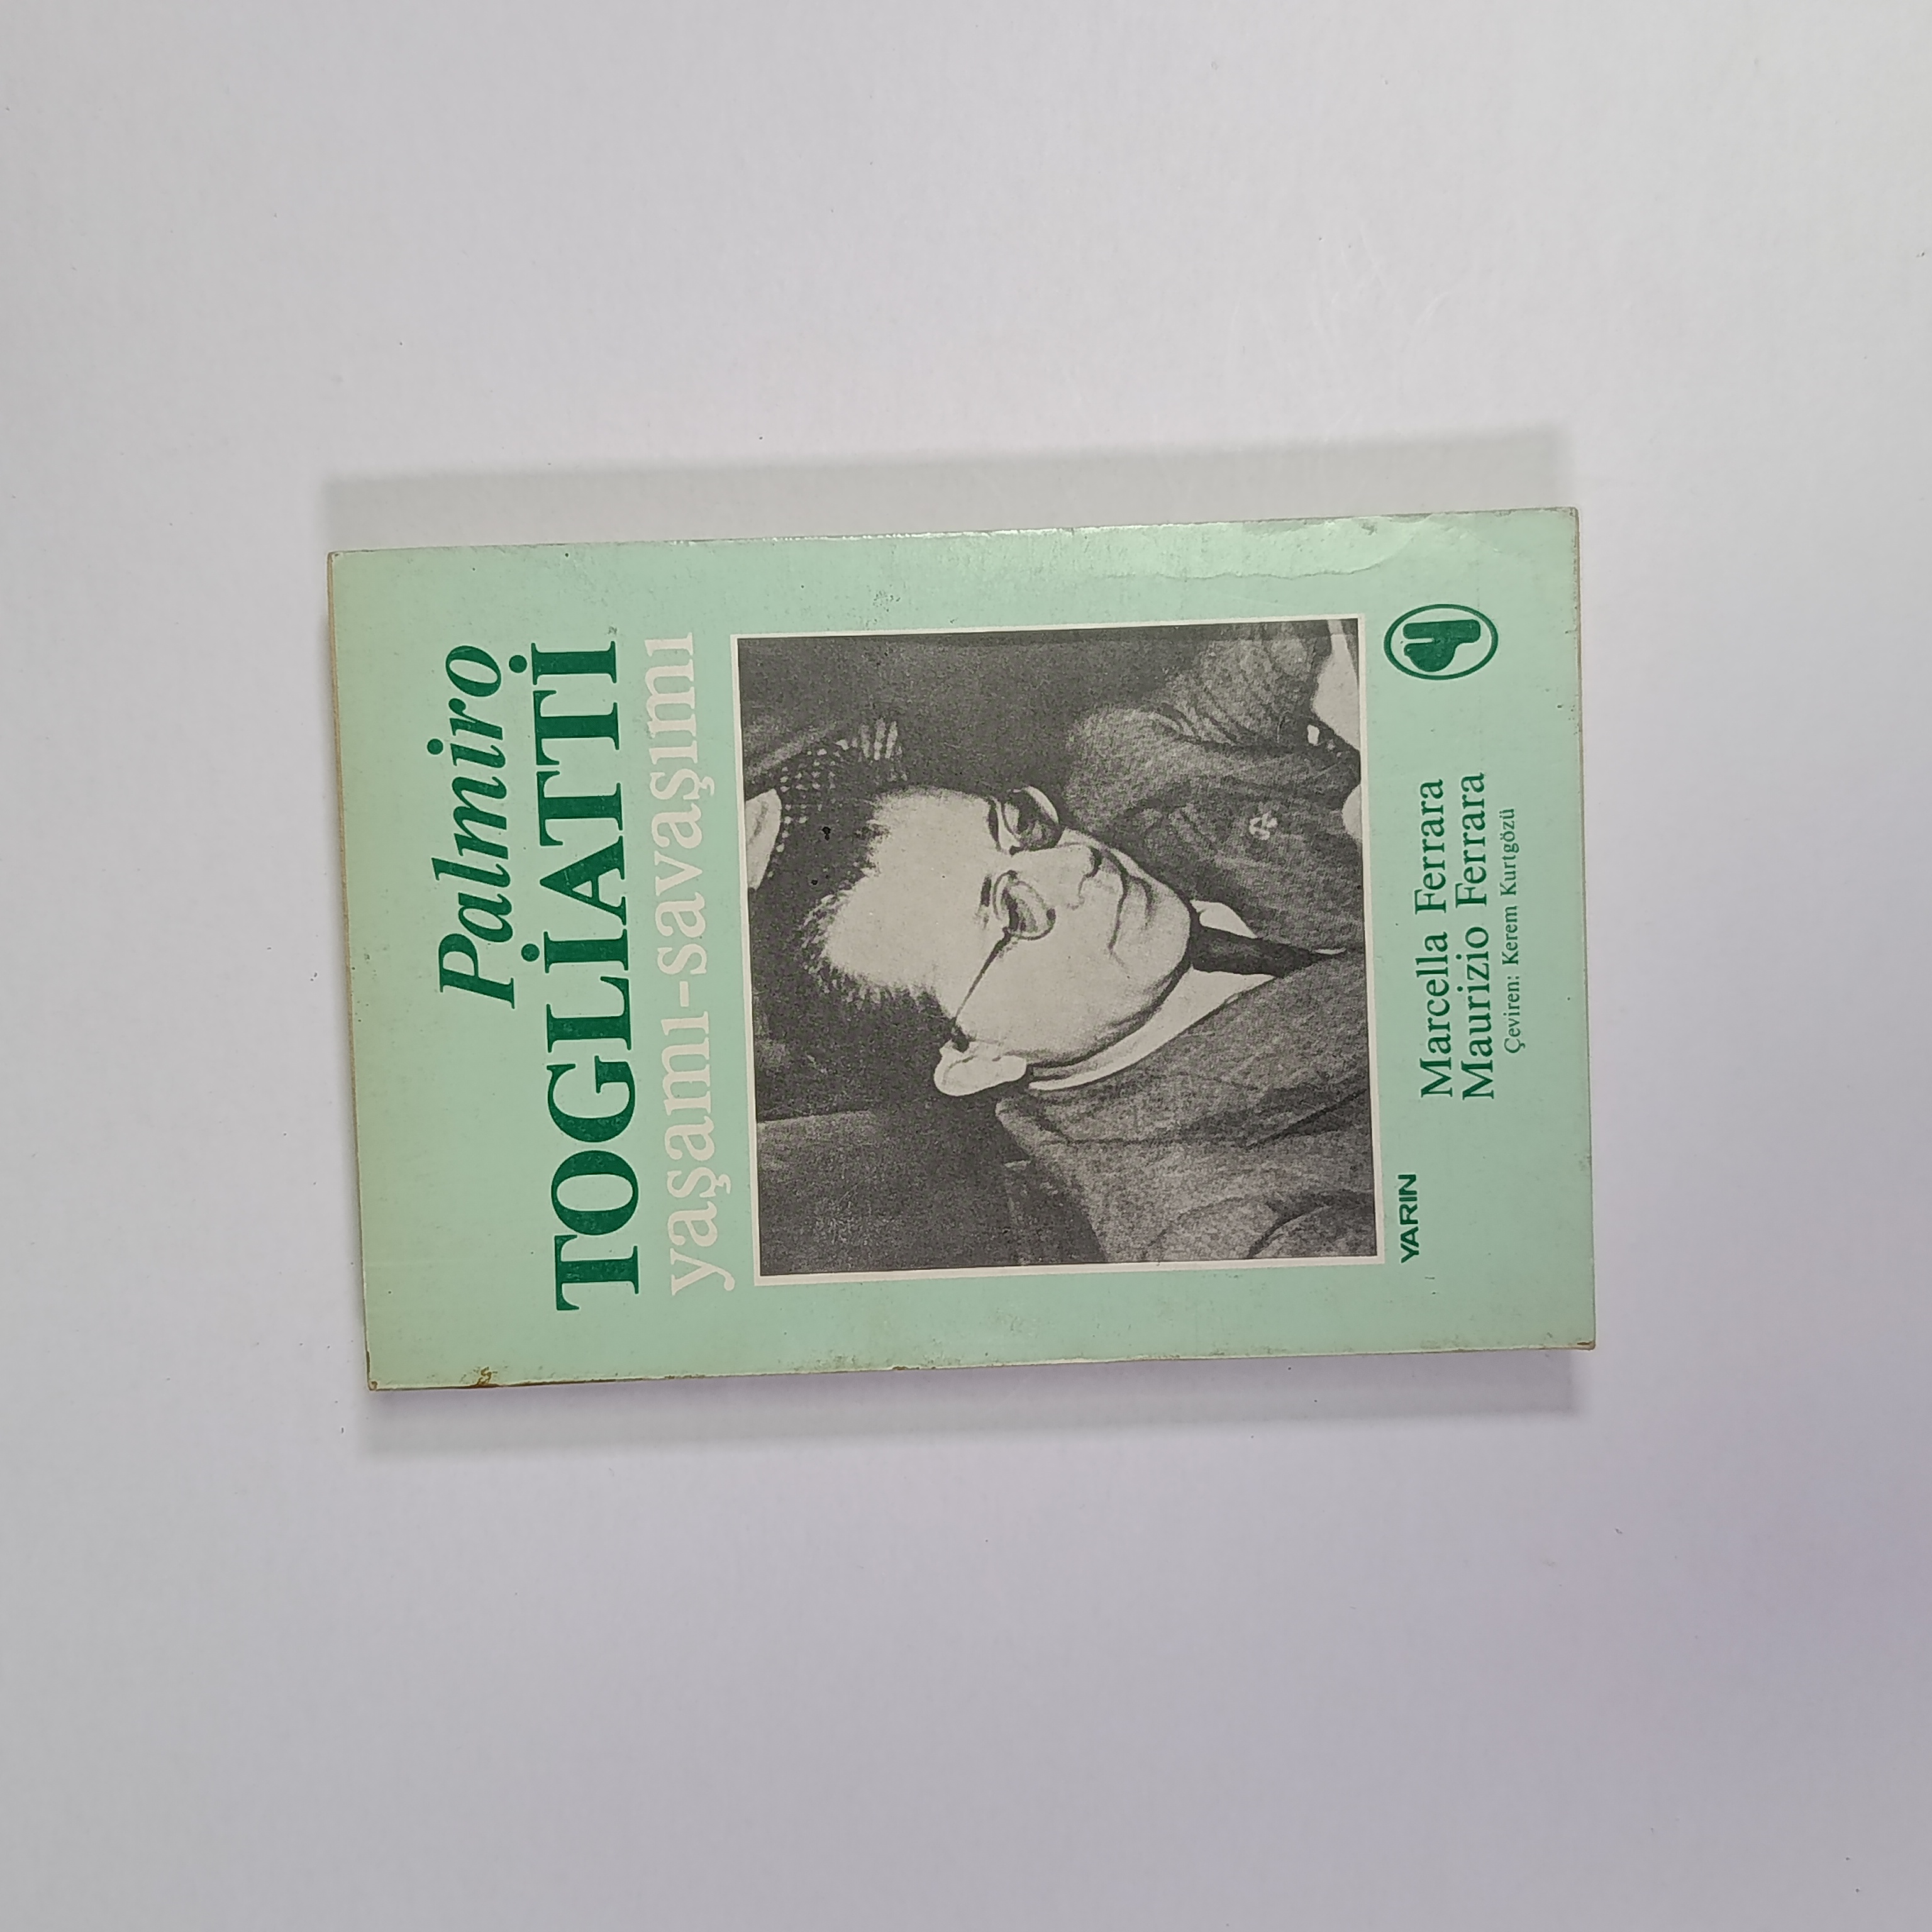 Palmiro
TOGLİATTİ
yaşamı-savaşımı
YARIN
Marcella Ferrara
Maurizio Ferrara
Çeviren: Kerem Kurtgözü